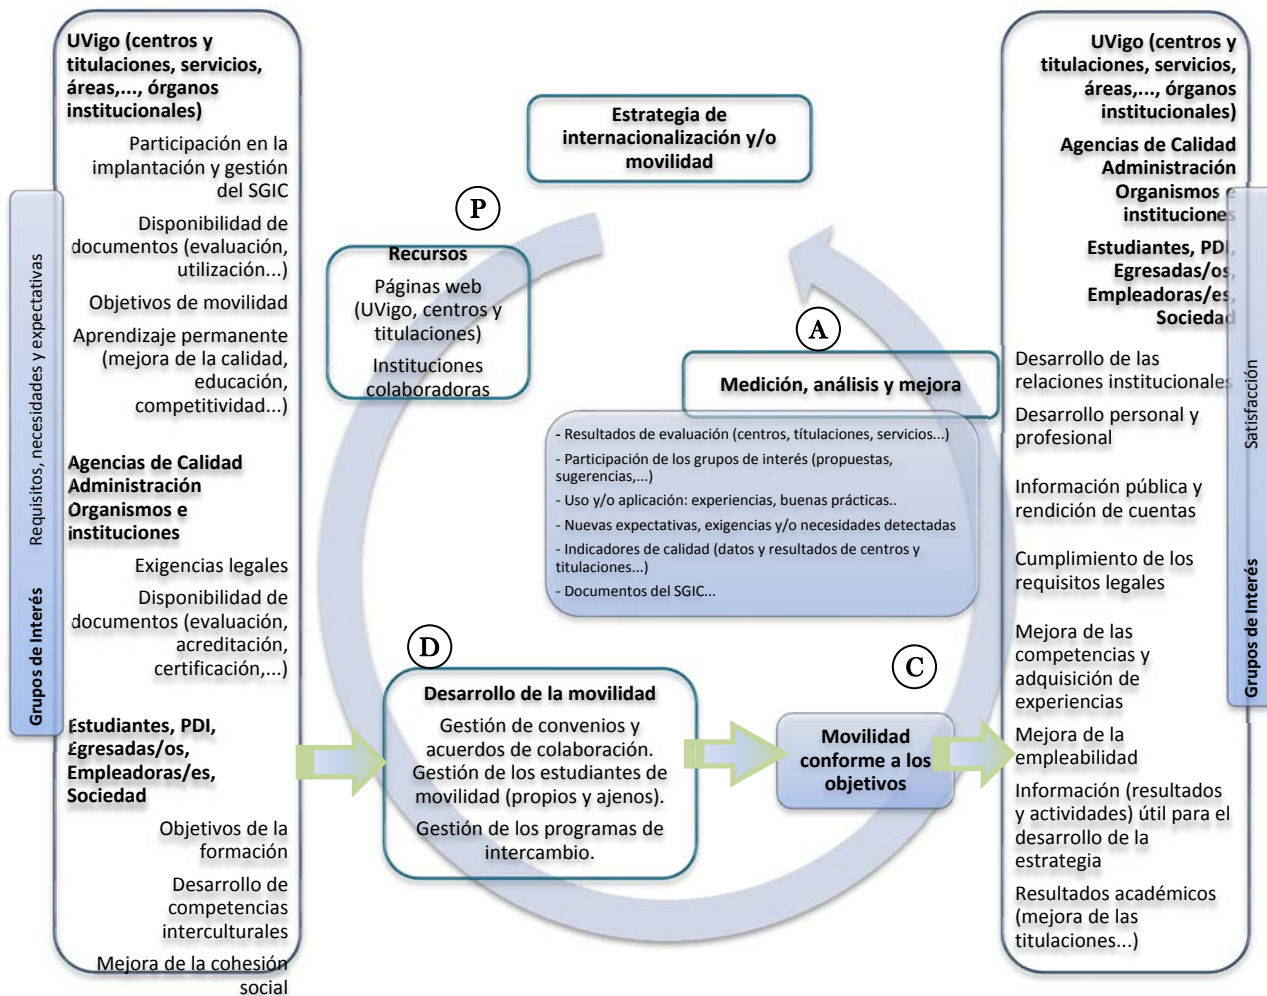 Grupos de Interés
Requisitos, necesidades y expectativas
UVigo (centros y
titulaciones, servicios,
áreas,..., órganos
institucionales)
Participación en la
implantación y gestión
del SGIC
Disponibilidad de
documentos (evaluación,
utilización...)
Objetivos de movilidad
Aprendizaje permanente
(mejora de la calidad,
educación,
competitividad...)
Agencias de Calidad
Administración
Organismos e
instituciones
Exigencias legales
Disponibilidad de
documentos (evaluación,
acreditación,
certificación,...)
Estudiantes, PDI,
Egresadas/os,
Empleadoras/es,
Sociedad
Objetivos de la
formación
Desarrollo de
competencias
interculturales
Mejora de la cohesión
social
Estrategia de
internacionalización y/o
movilidad
P
Recursos
Páginas web
(UVigo, centros y
titulaciones)
Instituciones
colaboradoras
A
Medición, análisis y mejora
- Resultados de evaluación (centros, títulaciones, servicios...)
- Participación de los grupos de interés (propuestas,
sugerencias,...)
- Uso y/o aplicación: experiencias, buenas prácticas..
- Nuevas expectativas, exigencias y/o necesidades detectadas
- Indicadores de calidad (datos y resultados de centros y
titulaciones...)
- Documentos del SGIC...
D
Desarrollo de la movilidad
Gestión de convenios y
acuerdos de colaboración.
Gestión de los estudiantes de
movilidad (propios y ajenos).
Gestión de los programas de
intercambio.
C
Movilidad
conforme a los
objetivos
UVigo (centros y
titulaciones, servicios,
áreas,..., órganos
institucionales)
Agencias de Calidad
Administración
Organismos e
instituciones
Estudiantes, PDI,
Egresadas/os,
Empleadoras/es,
Sociedad
Desarrollo de las
relaciones institucionales
Desarrollo personal y
profesional
Información pública y
rendición de cuentas
Cumplimiento de los
requisitos legales
Mejora de las
competencias y
adquisición de
experiencias
Mejora de la
empleabilidad
Información (resultados
y actividades) útil para el
desarrollo de la
estrategia
Resultados académicos
(mejora de las
titulaciones...)
Grupos de Interés
Satisfacción